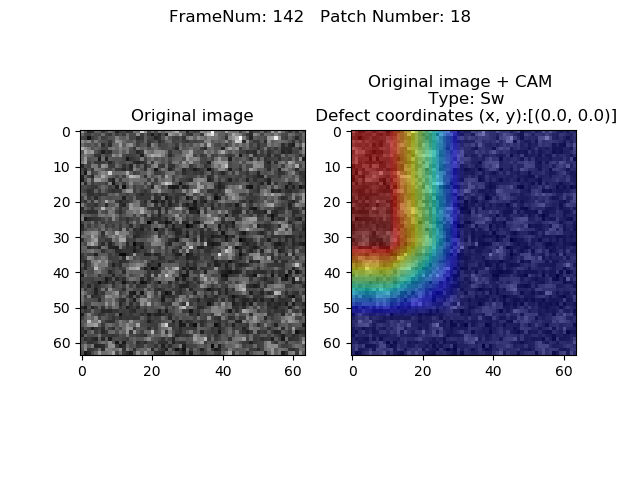 FrameNum: 142   Patch Number: 18
Original image
0
10
20
30
40
50
60
0 20 40 60
Original image + CAM
Type: Sw
Defect coordinates (x, y):[(0.0, 0.0)]
0
10
20
30
40
50
60
0 20 40 60